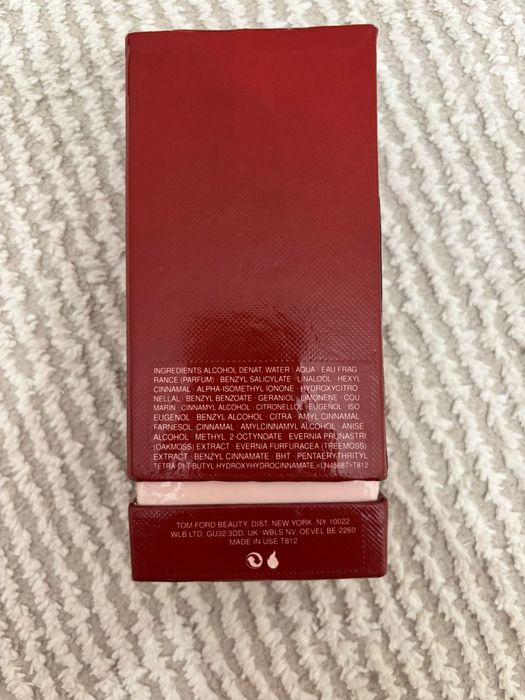 INGREDIENTS:ALCOHOL DENAT. WATER \ AQUA \ EAU FRAG
RANCE (PARFUM) · BENZYL SALICYLATE · LINALOOL · HEXYL
CINNAMAL · ALPHA-ISOMETHYL IONONE · HYDROXYCITRO
NELLAL · BENZYL BENZOATE · GERANIOL · LIMONENE · COU
MARIN · CINNAMYL ALCOHOL · CITRONELLOL · EUGENOL · ISO
EUGENOL · BENZYL ALCOHOL · CITRA · AMYL CINNAMAL
FARNESOL · CINNAMAL · AMYLCINNAMYL ALCOHOL · ANISE
ALCOHOL · METHYL 2-OCTYNOATE · EVERNIA PRUNASTRI
(OAKMOSS) EXTRACT · EVERNIA FURFURACEA (TREEMOSS)
EXTRACT · BENZYL CINNAMATE · BHT · PENTAERYTHRITYL
TETRA DI-T-BUTYL HYDROXYHYDROCINNAMATE,<LN45687>T812
TOM FORD BEAUTY, DIST. NEW YORK, NY 10022
WLB LTD. GU32 3DD. UK · WBLS NV. OEVEL BE-2260
MADE IN USE T812